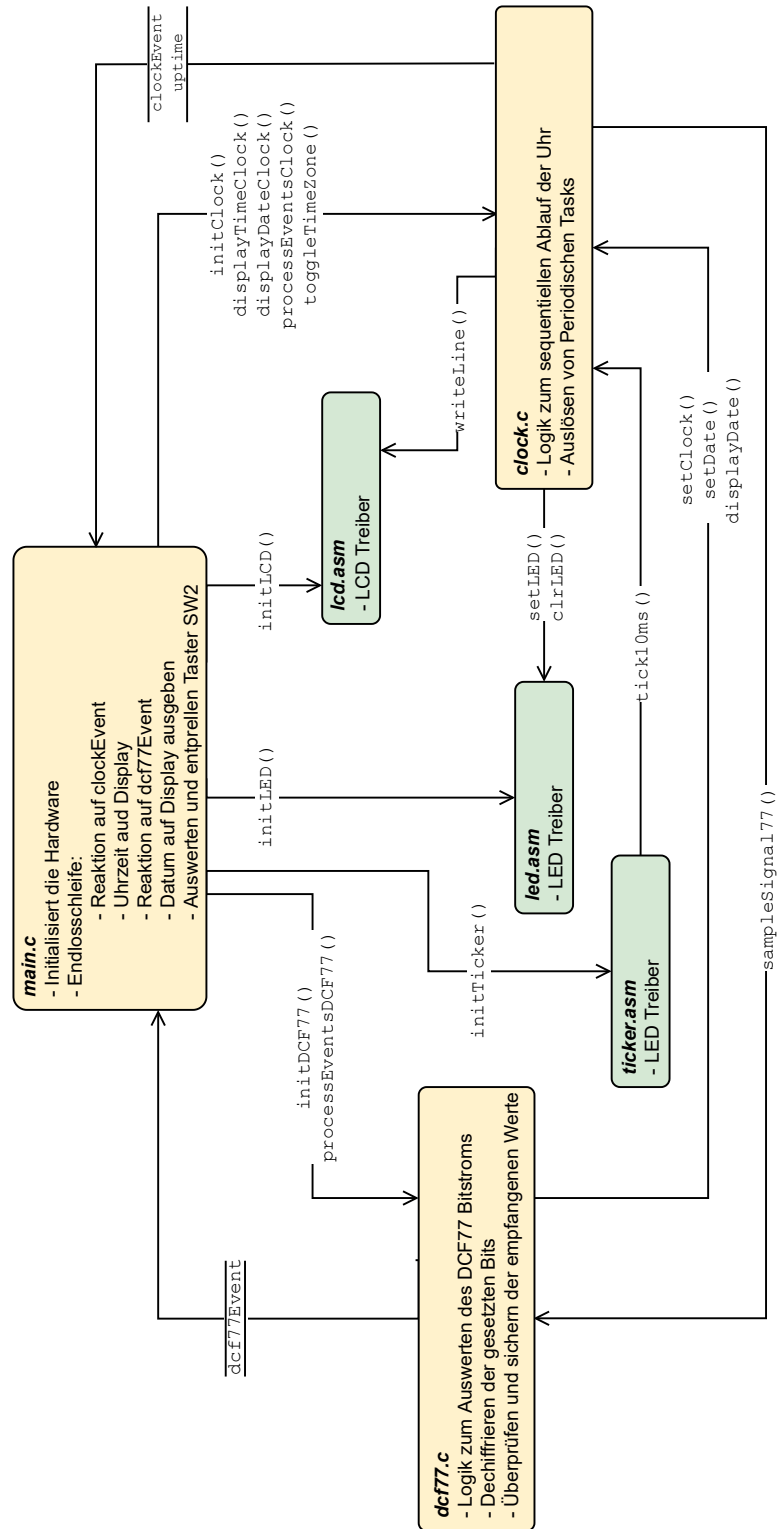 main.c
- Initialisiert die Hardware
- Endlosschleife:
- Reaktion auf clockEvent
- Uhrzeit aud Display
- Reaktion auf dcf77Event
- Datum auf Display ausgeben
- Auswerten und entprellen Taster SW2
dcf77Event
clockEvent
uptime
initDCF77()
processEventsDCF77()
initTicker()
initLED()
initLCD()
initClock()
displayTimeClock()
displayDateClock()
processEventsClock()
toggleTimeZone()
lcd.asm
- LCD Treiber
writeLine()
dcf77.c
- Logik zum Auswerten des DCF77 Bitstroms
- Dechiffrieren der gesetzten Bits
- Überprüfen und sichern der empfangenen Werte
clock.c
- Logik zum sequentiellen Ablauf der Uhr
- Auslösen von Periodischen Tasks
led.asm
- LED Treiber
setLED()
clrLED()
ticker.asm
- LED Treiber
tick10ms()
setClock()
setDate()
displayDate()
sampleSignal77()